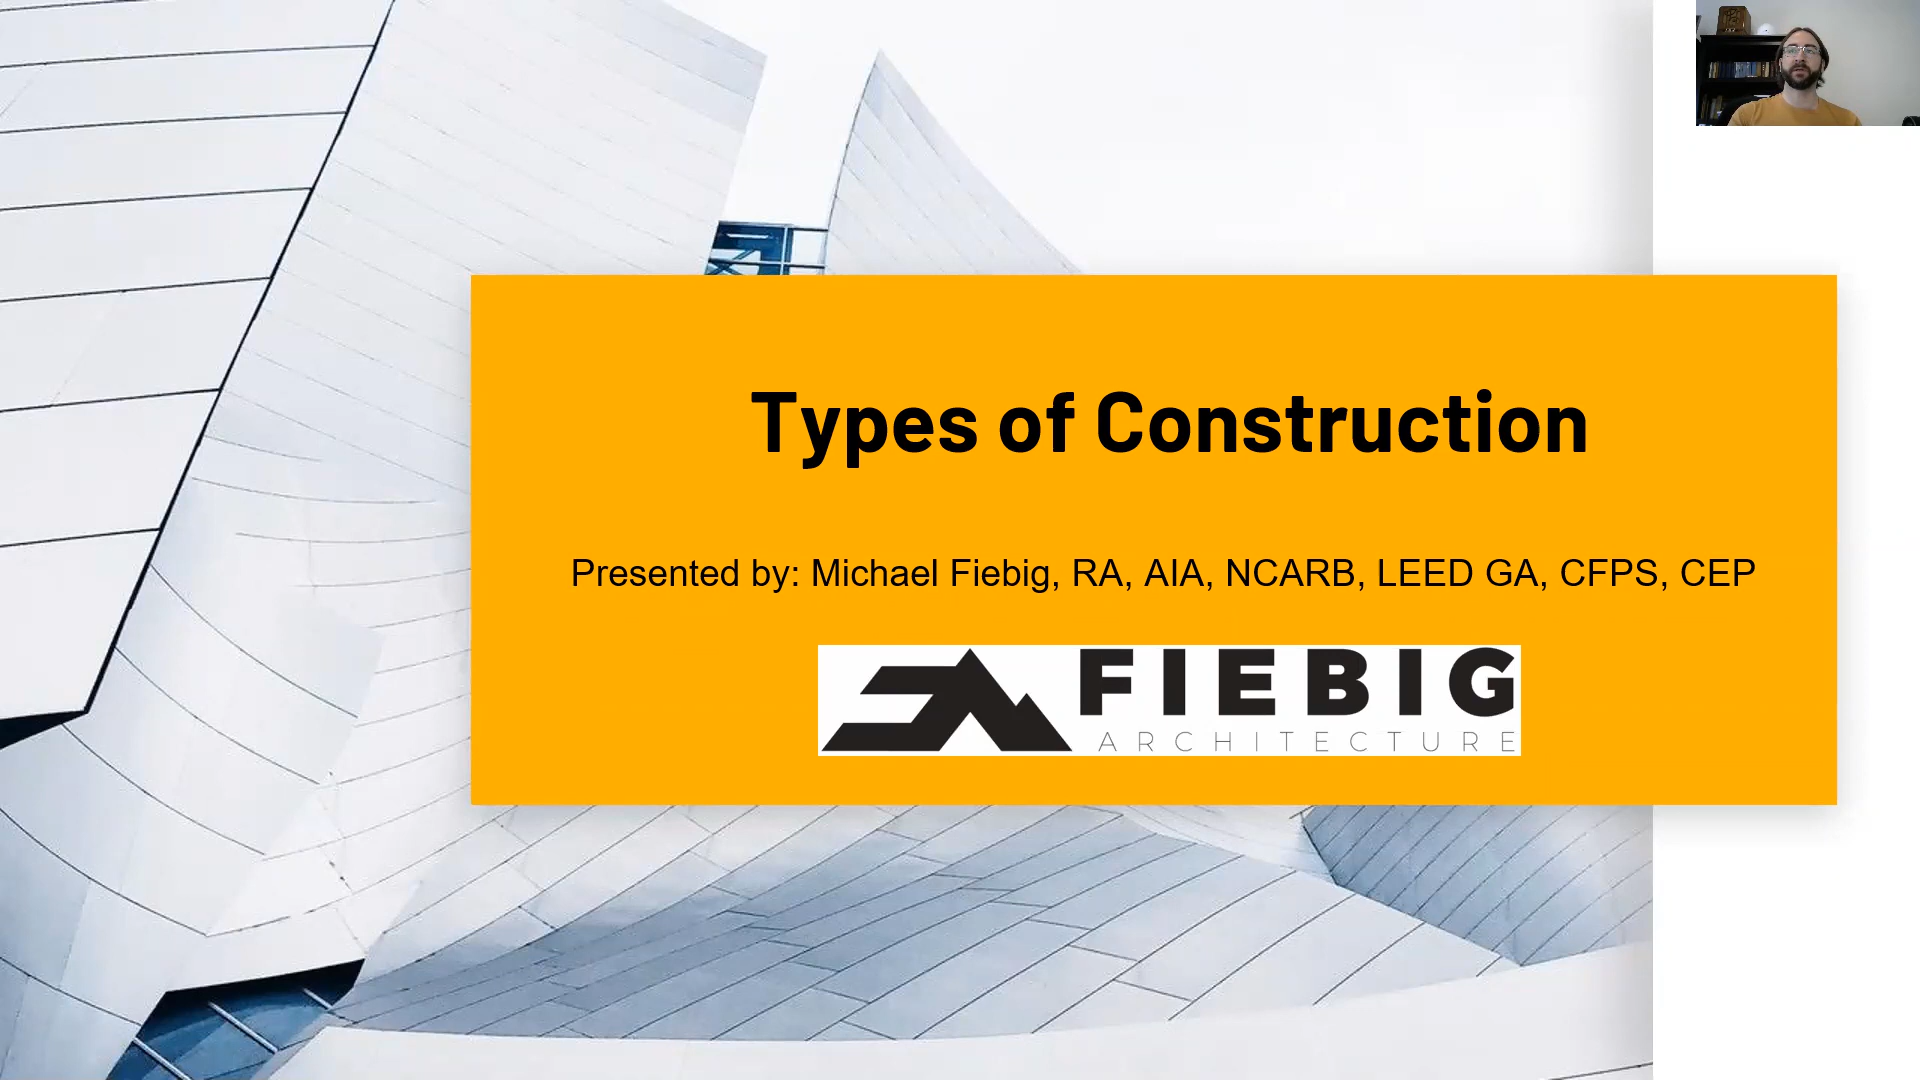 Types of Construction
Presented by: Michael Fiebig, RA, AIA, NCARB, LEED GA, CFPS, CEP
FIEBIG
ARCHITECTURE